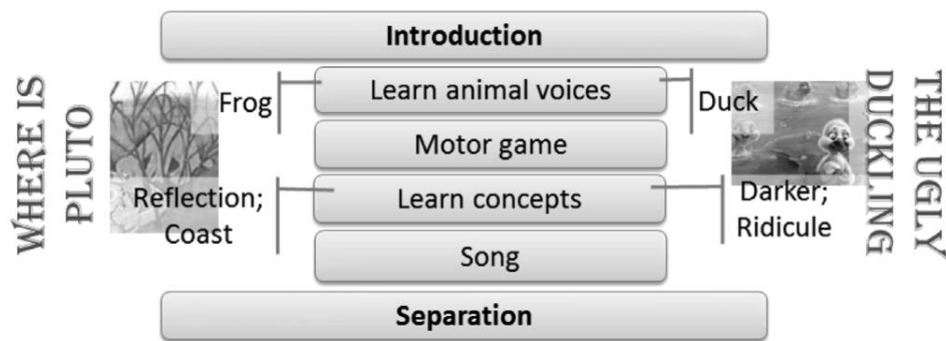 Introduction
WHERE IS
PLUTO
Frog
Reflection;
Coast
Learn animal voices
Motor game
Learn concepts
Song
Duck
Darker;
Ridicule
THE UGLY
DUCKLING
Separation